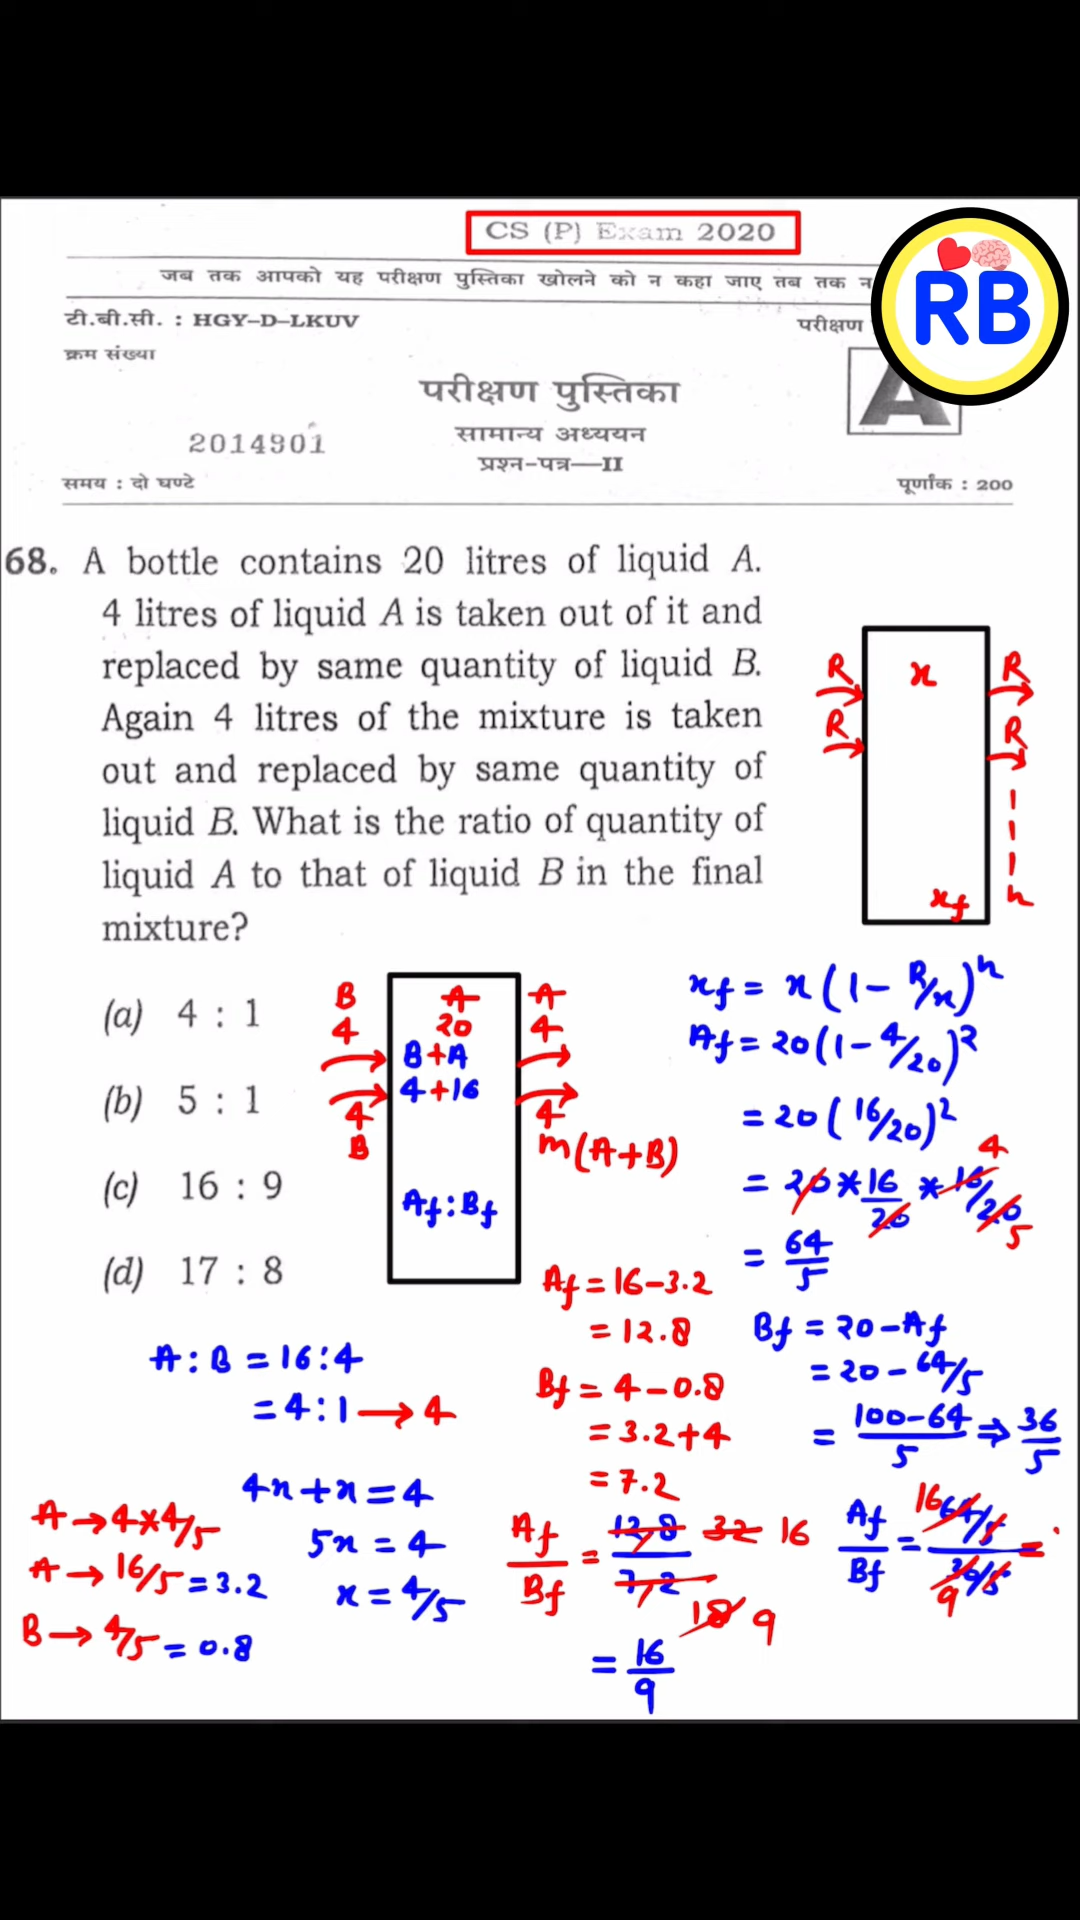 CS (P) Exam 2020
जब तक आपको यह परीक्षण पुस्तिका खोलने को न कहा जाए तब तक न
RB
टी.बी.सी. : HGY-D-LKUV
परीक्षण
क्रम संख्या
A
परीक्षण पुस्तिका
2014901
सामान्य अध्ययन
प्रश्न-पत्र—II
समय : दो घण्टे
पूर्णांक : 200
68. A bottle contains 20 litres of liquid A.
4 litres of liquid A is taken out of it and
replaced by same quantity of liquid B.
Again 4 litres of the mixture is taken
out and replaced by same quantity of
liquid B. What is the ratio of quantity of
liquid A to that of liquid B in the final
mixture?
(a) 4 : 1
(b) 5 : 1
(c) 16 : 9
(d) 17 : 8
R x R
R R
n
xf
B A A
4 20 4
B+A
4+16
4 4
B m(A+B)
Af:Bf
xf = x(1-R/x)^n
Af = 20(1-4/20)²
= 20(16/20)²
4
= 20*16/20*16/20
5
= 64/5
Af = 16-3.2
= 12.8
Bf = 4-0.8
= 3.2+4
= 7.2
Bf = 20-Af
= 20-64/5
= 100-64/5 ⇒ 36/5
A:B = 16:4
= 4:1 → 4
4x+x=4
5x=4
x=4/5
A→4*4/5
A→16/5=3.2
B→4/5=0.8
Af/Bf = 12.8/7.2 32 16
18 9
= 16/9
Af/Bf = 64/5/36/5 =
16
9